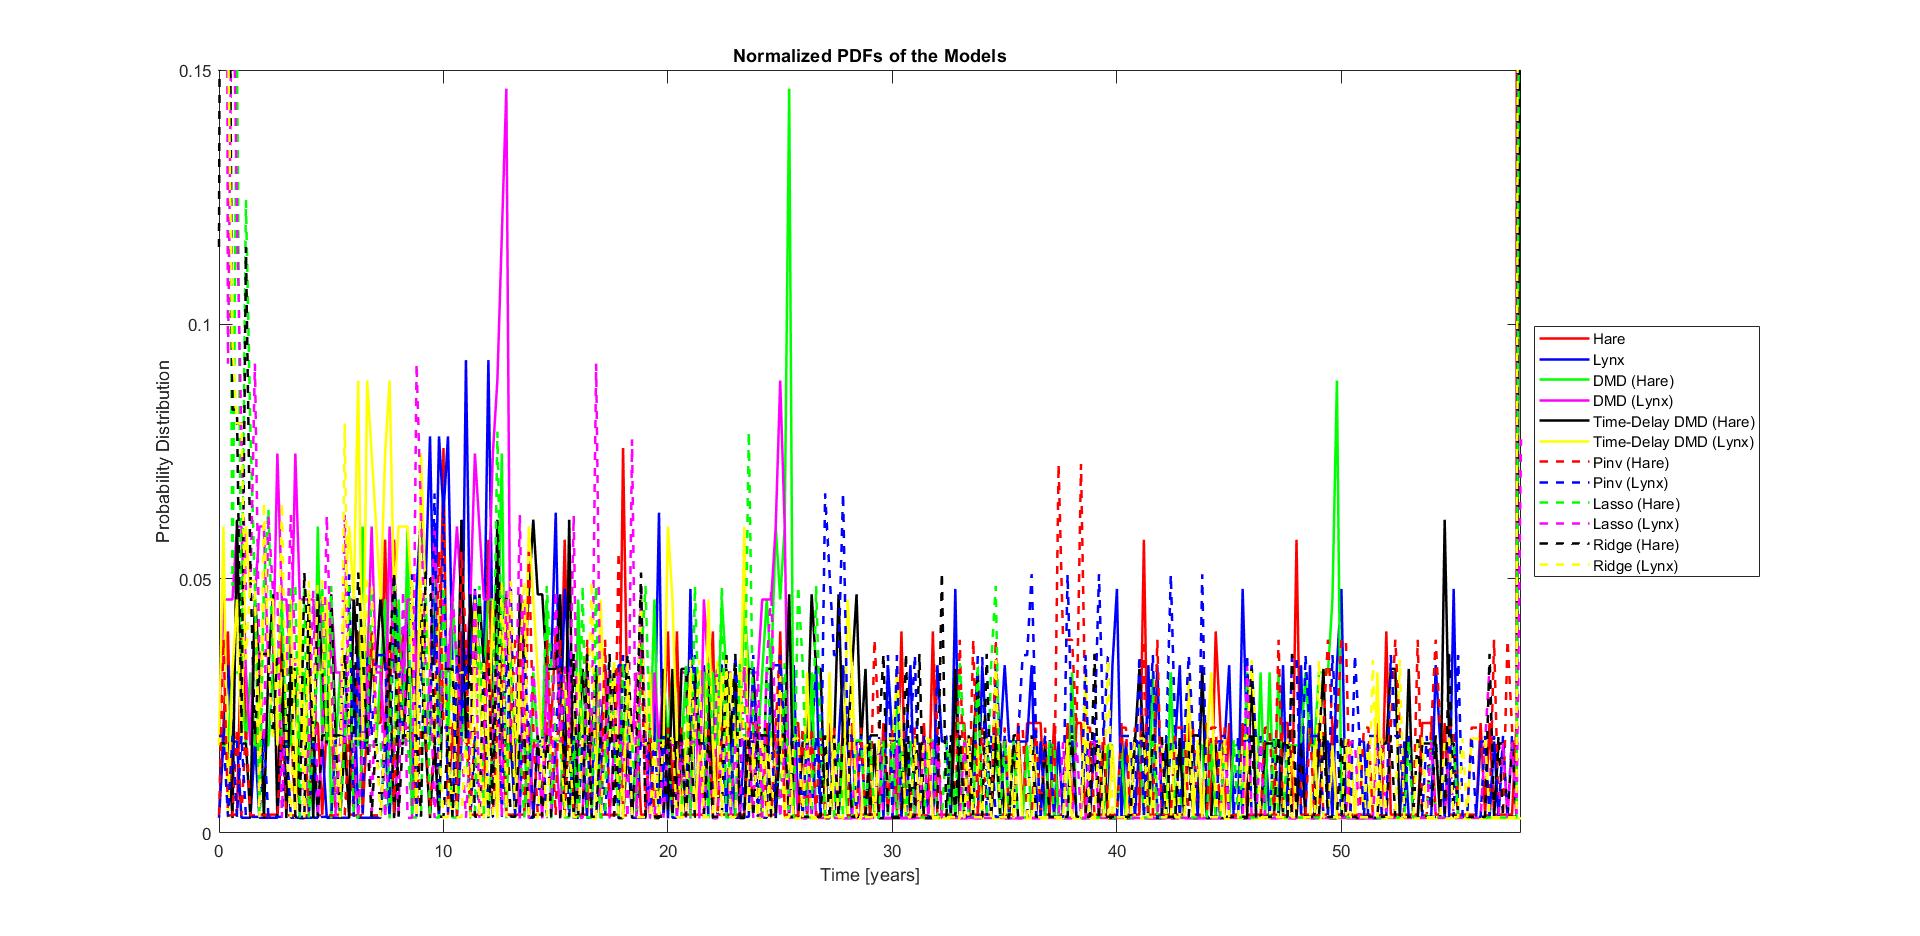 Normalized PDFs of the Models
0.15
0.1
0.05
0
Probability Distribution
0
10
20
30
40
50
Time [years]
Hare
Lynx
DMD (Hare)
DMD (Lynx)
Time-Delay DMD (Hare)
Time-Delay DMD (Lynx)
Pinv (Hare)
Pinv (Lynx)
Lasso (Hare)
Lasso (Lynx)
Ridge (Hare)
Ridge (Lynx)